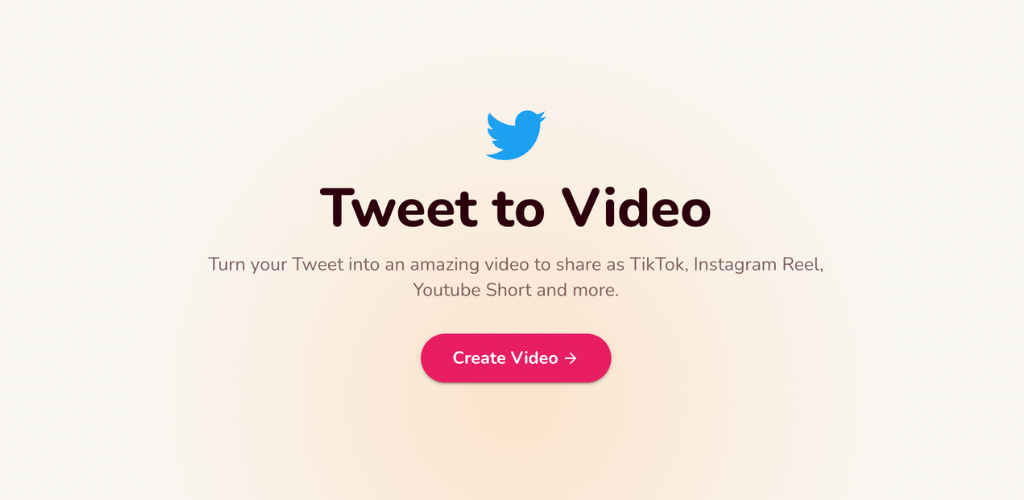 Tweet to Video
Turn your Tweet into an amazing video to share as TikTok, Instagram Reel,
Youtube Short and more.
Create Video →